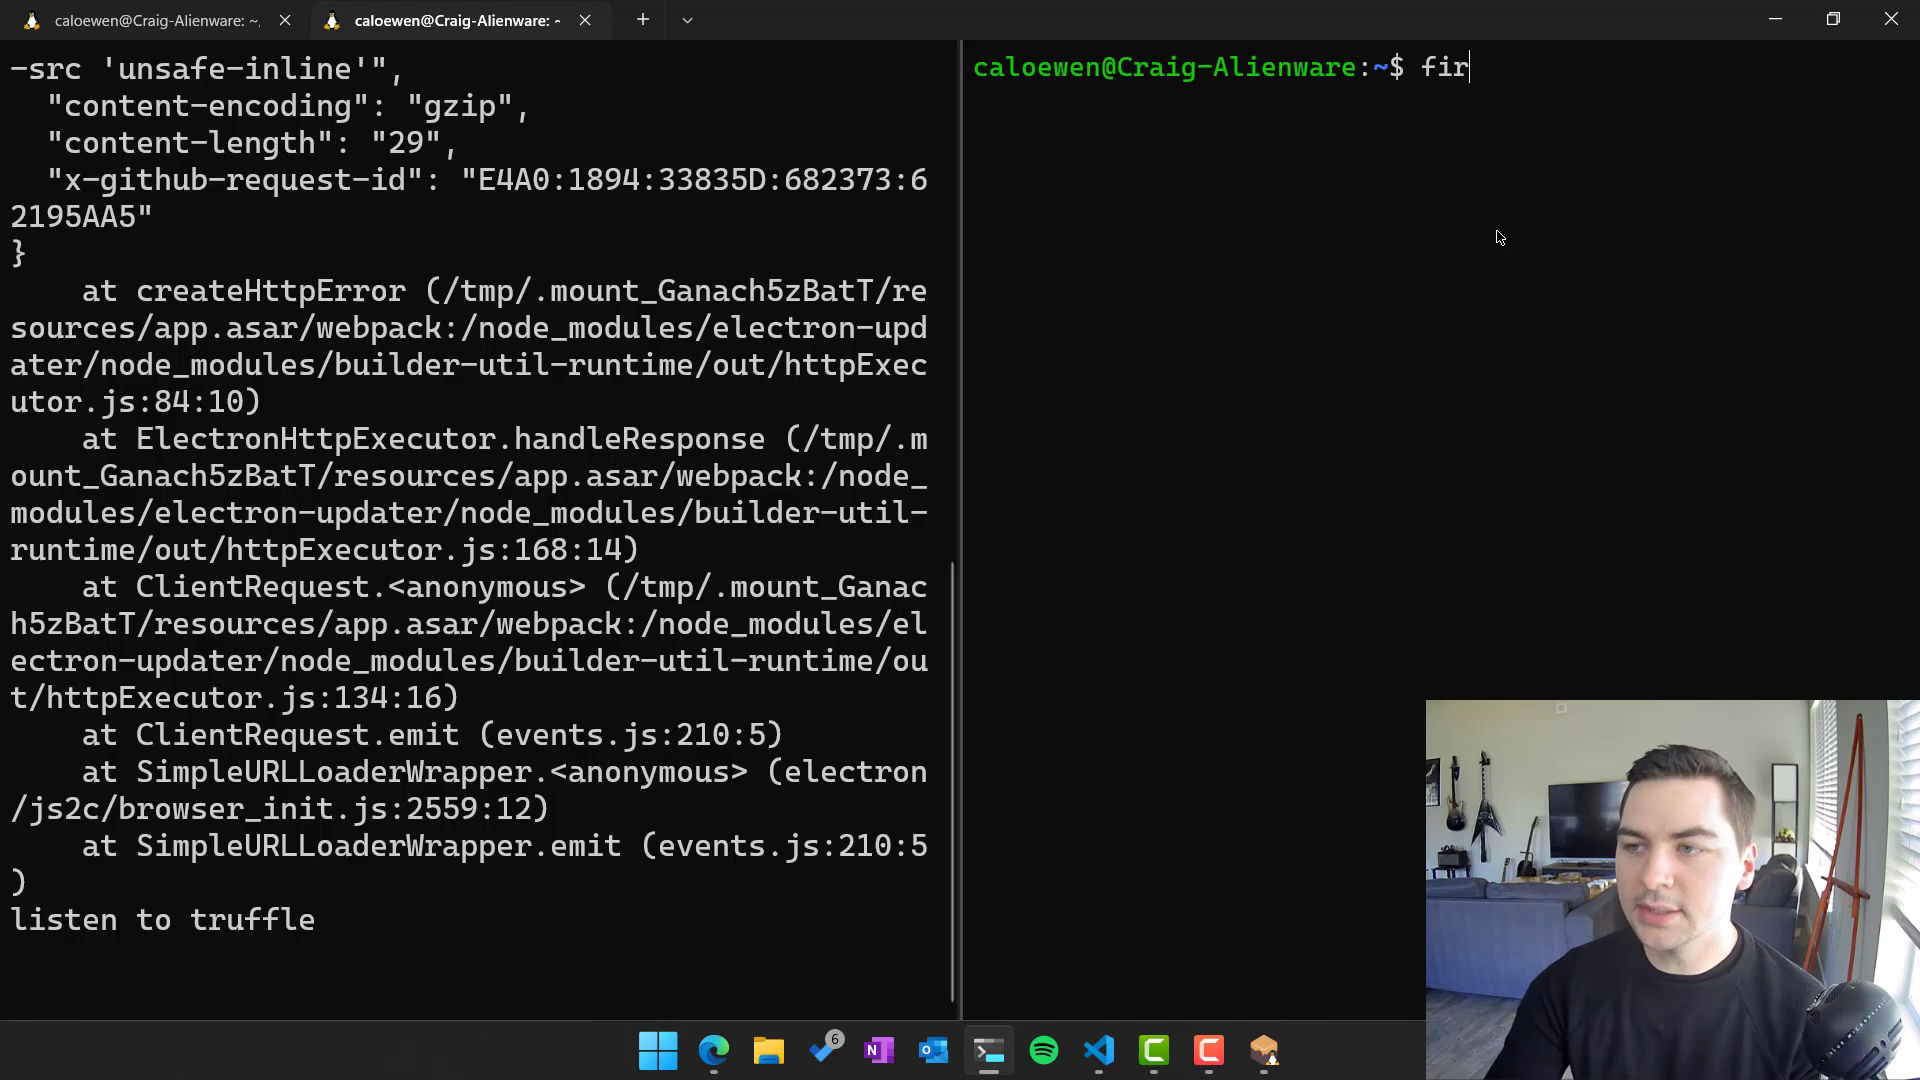 caloewen@Craig-Alienware: ~
caloewen@Craig-Alienware: ~
-src 'unsafe-inline'",
"content-encoding": "gzip",
"content-length": "29",
"x-github-request-id": "E4A0:1894:33835D:682373:6
2195AA5"
}
at createHttpError (/tmp/.mount_Ganach5zBatT/re
sources/app.asar/webpack:/node_modules/electron-upd
ater/node_modules/builder-util-runtime/out/httpExec
utor.js:84:10)
at ElectronHttpExecutor.handleResponse (/tmp/.m
ount_Ganach5zBatT/resources/app.asar/webpack:/node_
modules/electron-updater/node_modules/builder-util-
runtime/out/httpExecutor.js:168:14)
at ClientRequest.<anonymous> (/tmp/.mount_Ganac
h5zBatT/resources/app.asar/webpack:/node_modules/el
ectron-updater/node_modules/builder-util-runtime/ou
t/httpExecutor.js:134:16)
at ClientRequest.emit (events.js:210:5)
at SimpleURLLoaderWrapper.<anonymous> (electron
/js2c/browser_init.js:2559:12)
at SimpleURLLoaderWrapper.emit (events.js:210:5
)
listen to truffle
caloewen@Craig-Alienware:~$ fir
6